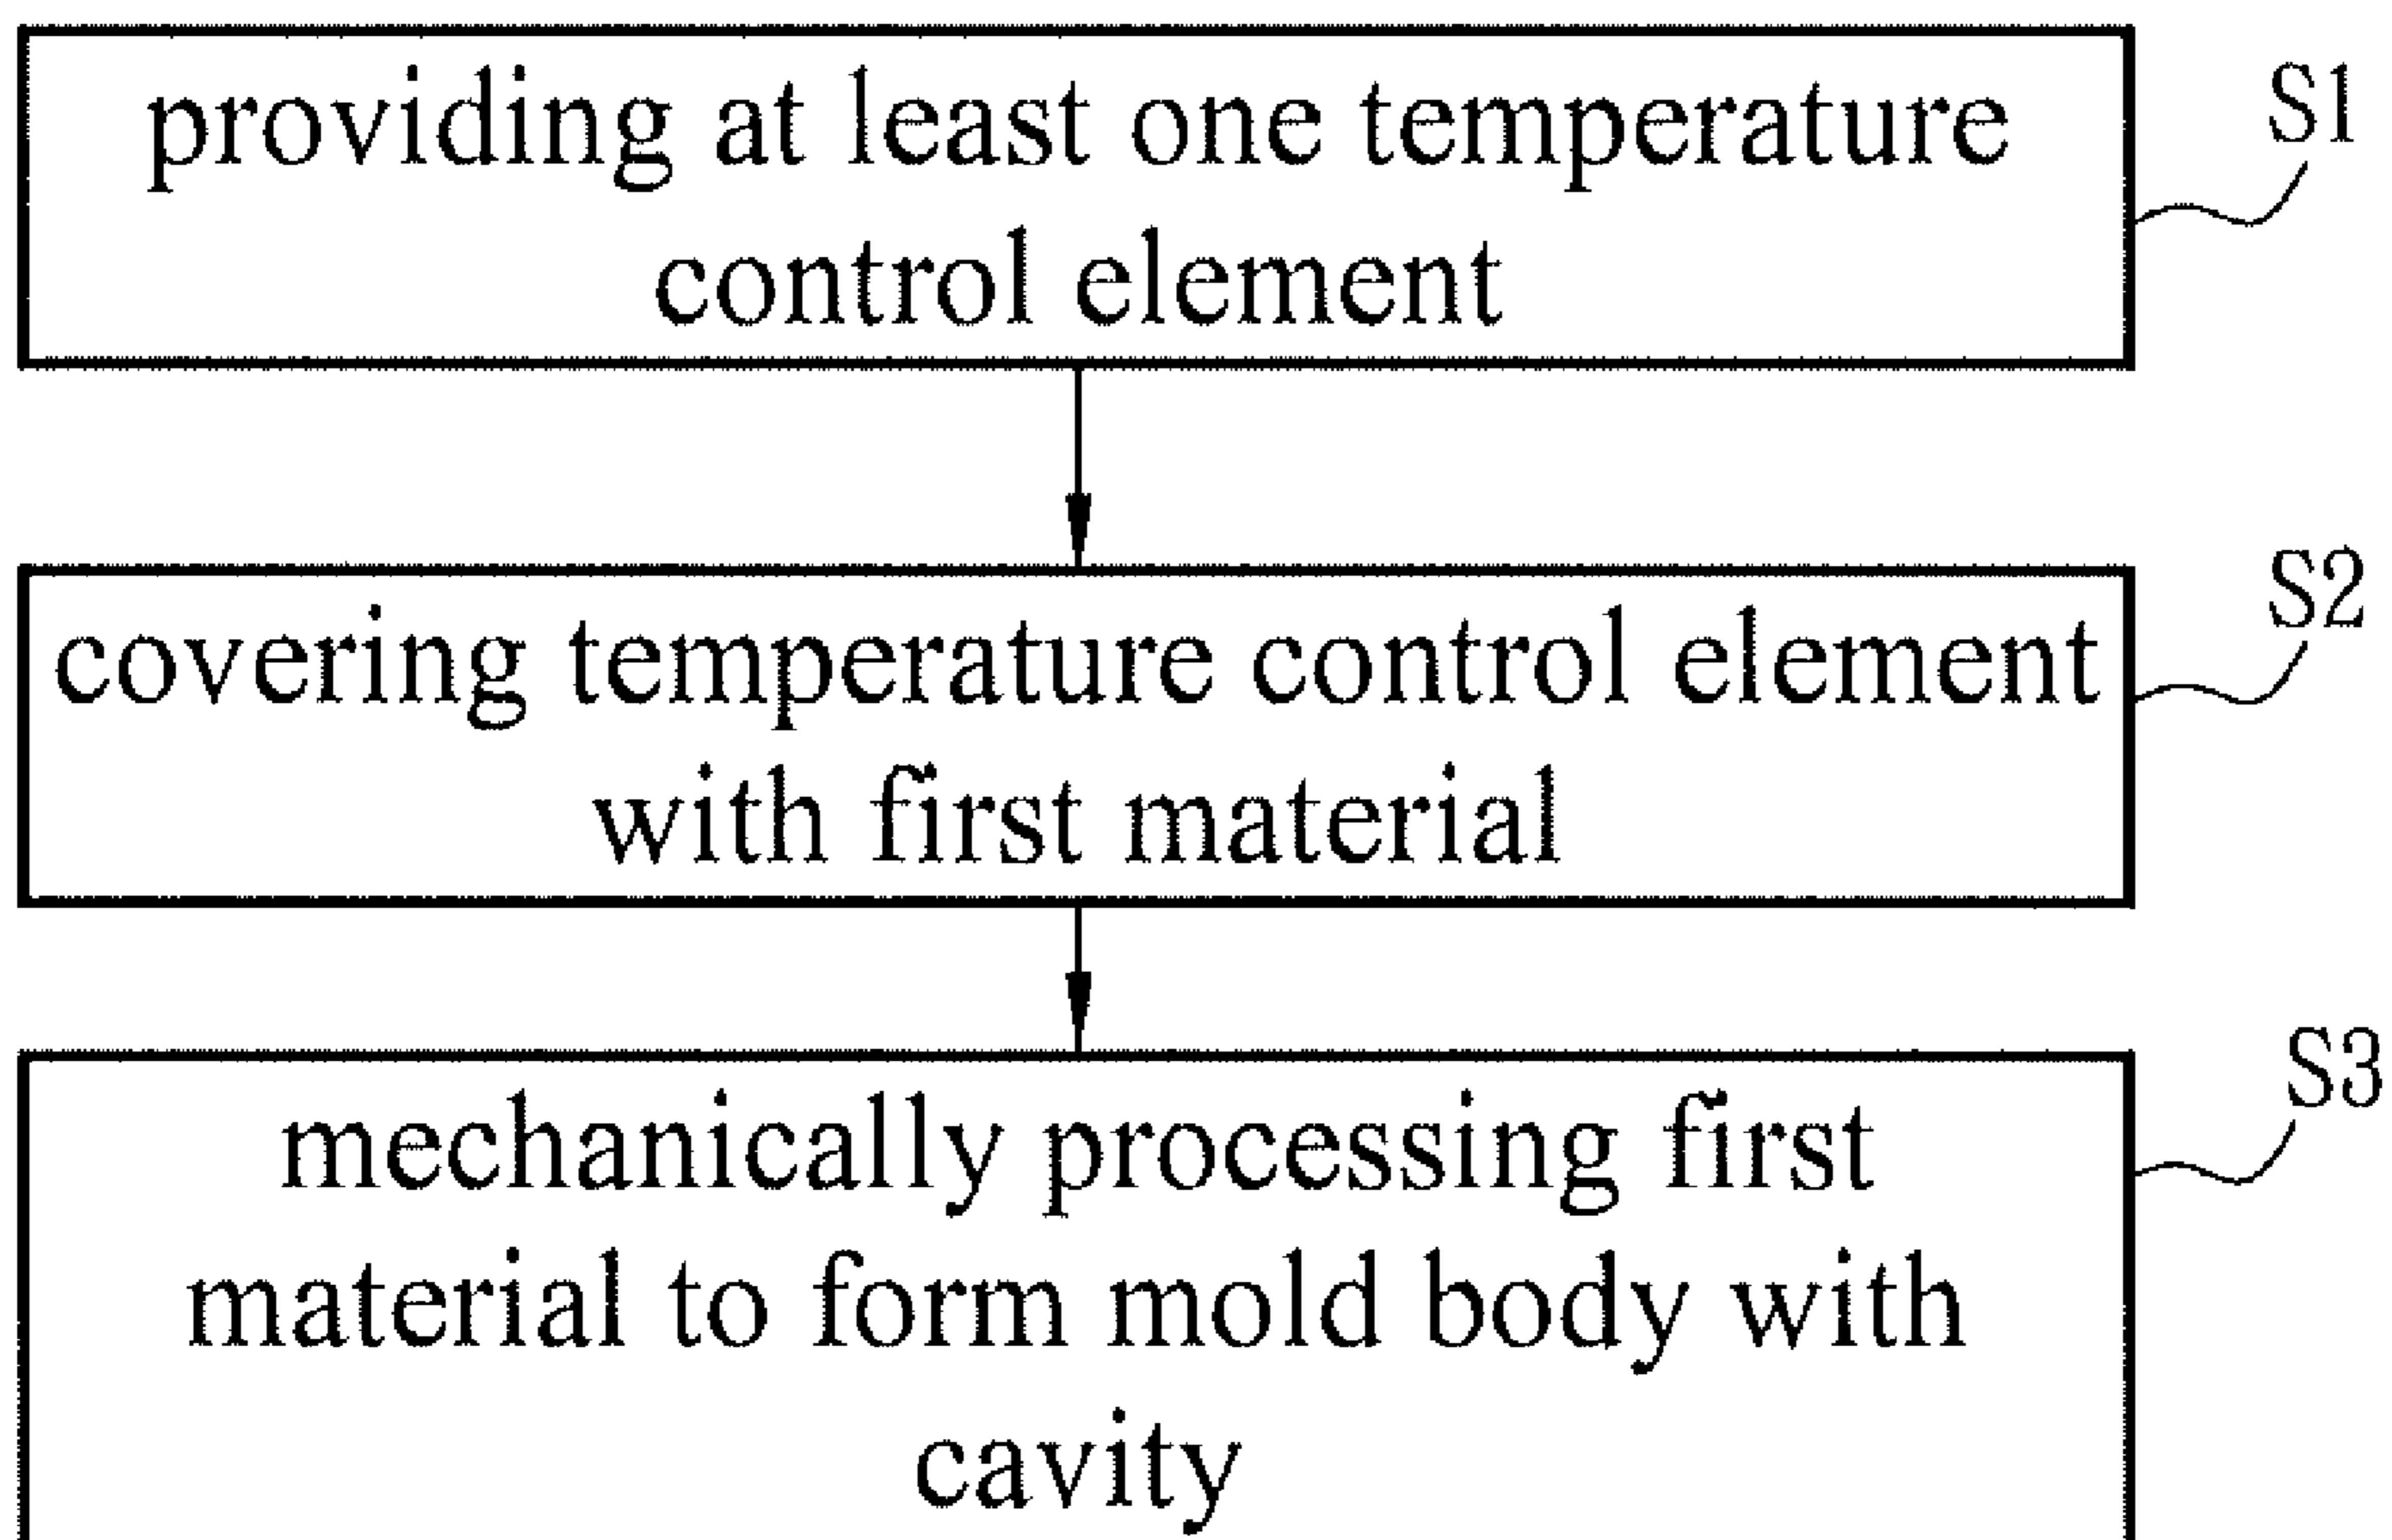 providing at least one temperature
control element
S1
covering temperature control element
with first material
S2
mechanically processing first
material to form mold body with
cavity
S3